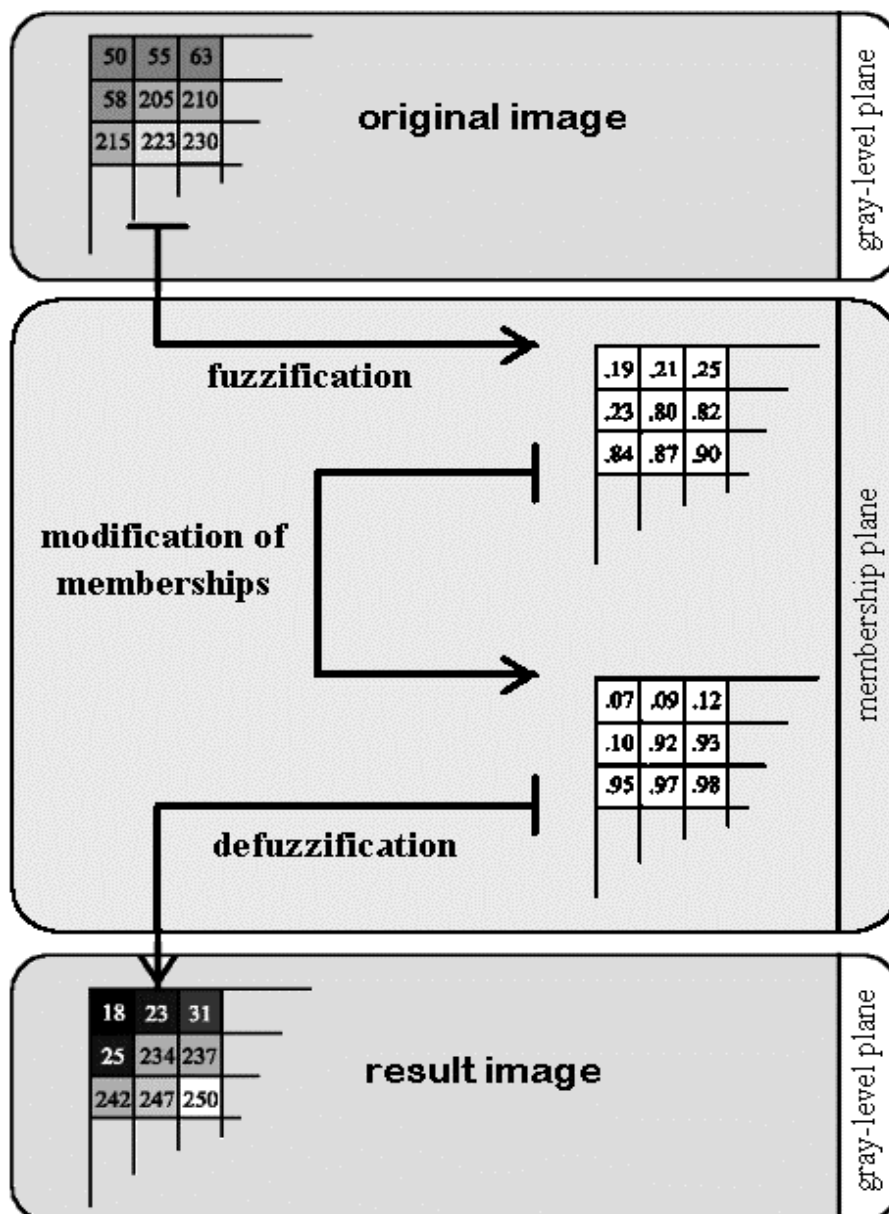 50 55 63
58 205 210
215 223 230
original image
gray-level plane
fuzzification
.19 .21 .25
.23 .80 .82
.84 .87 .90
modification of
memberships
membership plane
.07 .09 .12
.10 .92 .93
.95 .97 .98
defuzzification
18 23 31
25 234 237
242 247 250
result image
gray-level plane